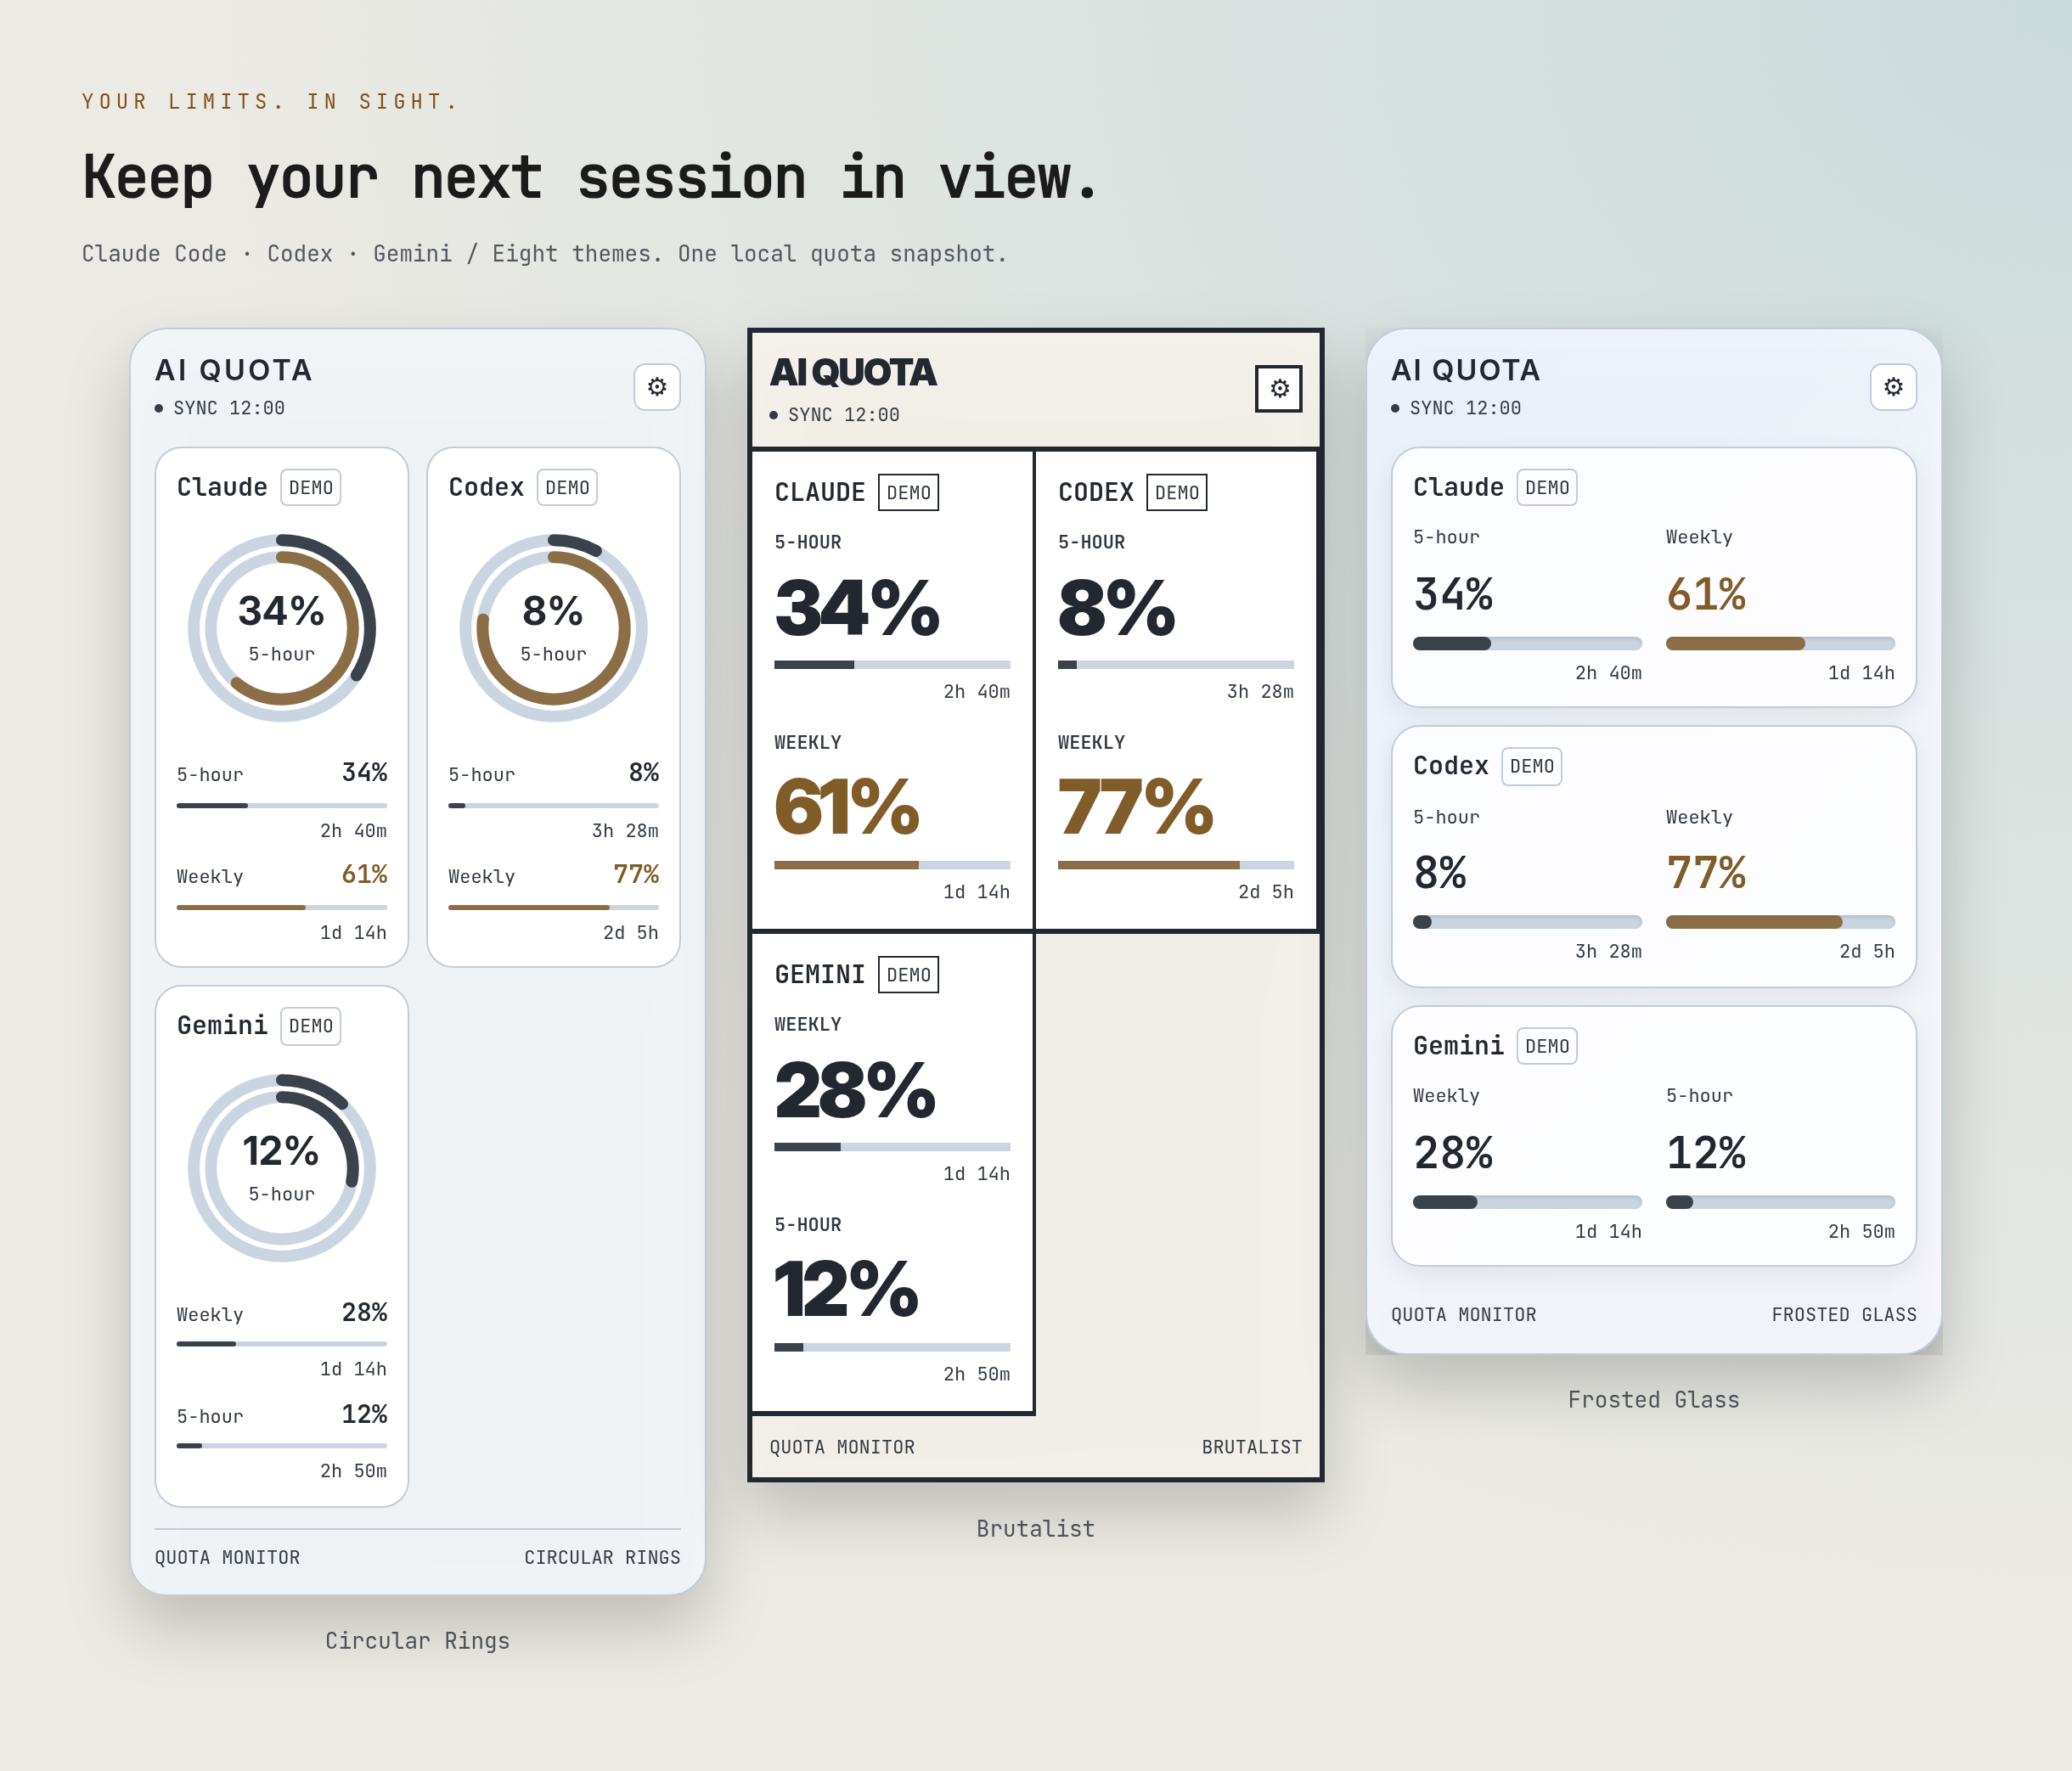 YOUR LIMITS. IN SIGHT.
Keep your next session in view.
Claude Code · Codex · Gemini / Eight themes. One local quota snapshot.
AI QUOTA
● SYNC 12:00
⚙
Claude DEMO
34%
5-hour
5-hour 34%
2h 40m
Weekly 61%
1d 14h
Codex DEMO
8%
5-hour
5-hour 8%
3h 28m
Weekly 77%
2d 5h
Gemini DEMO
12%
5-hour
Weekly 28%
1d 14h
5-hour 12%
2h 50m
QUOTA MONITOR CIRCULAR RINGS
Circular Rings
AI QUOTA
● SYNC 12:00
⚙
CLAUDE DEMO
5-HOUR
34%
2h 40m
WEEKLY
61%
1d 14h
CODEX DEMO
5-HOUR
8%
3h 28m
WEEKLY
77%
2d 5h
GEMINI DEMO
WEEKLY
28%
1d 14h
5-HOUR
12%
2h 50m
QUOTA MONITOR BRUTALIST
Brutalist
AI QUOTA
● SYNC 12:00
⚙
Claude DEMO
5-hour Weekly
34% 61%
2h 40m 1d 14h
Codex DEMO
5-hour Weekly
8% 77%
3h 28m 2d 5h
Gemini DEMO
Weekly 5-hour
28% 12%
1d 14h 2h 50m
QUOTA MONITOR FROSTED GLASS
Frosted Glass